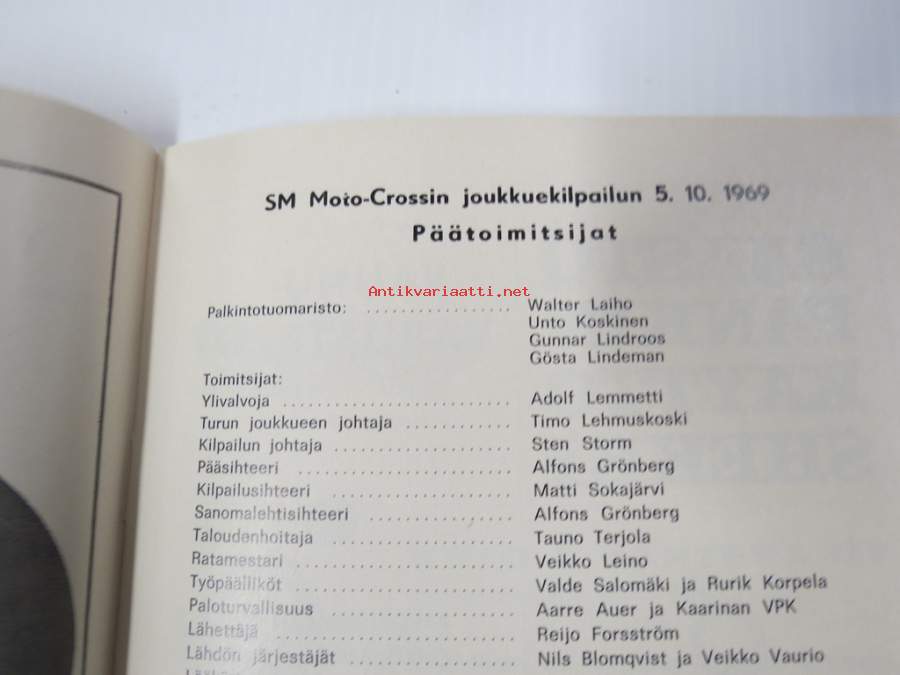 SM Moto-Crossin joukkuekilpailun 5. 10. 1969
Päätoimitsijat
Antikvariaatti.net
Palkintotuomaristo: ................. Walter Laiho
Unto Koskinen
Gunnar Lindroos
Gösta Lindeman
Toimitsijat:
Ylivalvoja ........................ Adolf Lemmetti
Turun joukkueen johtaja ............ Timo Lehmuskoski
Kilpailun johtaja .................... Sten Storm
Pääsihteeri ........................ Alfons Grönberg
Kilpailusihteeri .................... Matti Sokajärvi
Sanomalehtisihteeri ................ Alfons Grönberg
Taloudenhoitaja .................... Tauno Terjola
Ratamestari ........................ Veikko Leino
Työpäälliköt ........................ Valde Salomäki ja Rurik Korpela
Paloturvallisuus .................... Aarre Auer ja Kaarinan VPK
Lähettäjä .......................... Reijo Forsström
Lähdön järjestäjät .................. Nils Blomqvist ja Veikko Vaurio